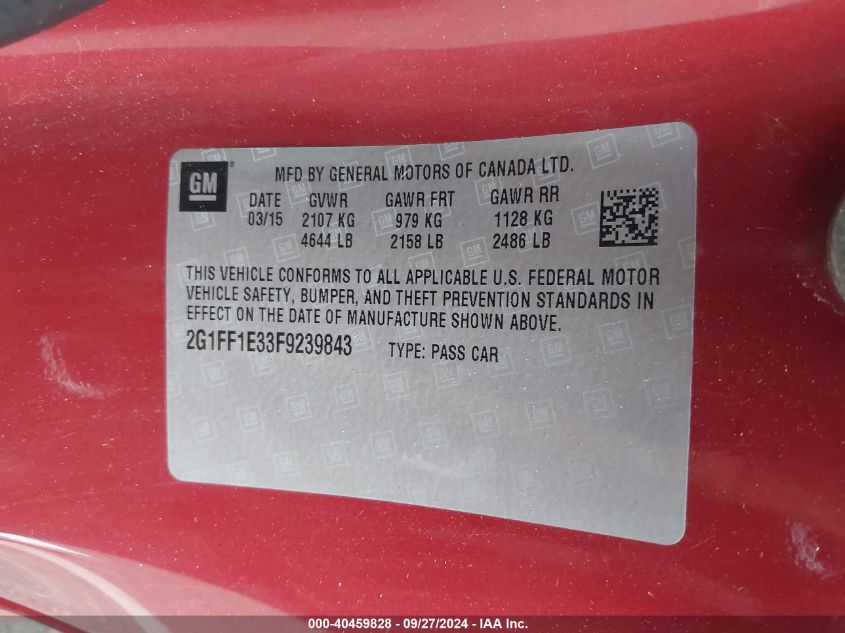 GM
MFD BY GENERAL MOTORS OF CANADA LTD.
DATE GVWR GAWR FRT GAWR RR
03/15 2107 KG 979 KG 1128 KG
4644 LB 2158 LB 2486 LB
THIS VEHICLE CONFORMS TO ALL APPLICABLE U.S. FEDERAL MOTOR
VEHICLE SAFETY, BUMPER, AND THEFT PREVENTION STANDARDS IN
EFFECT ON THE DATE OF MANUFACTURE SHOWN ABOVE.
2G1FF1E33F9239843 TYPE: PASS CAR
000-40459828 - 09/27/2024 - © Copyright 2024 - IAA, Inc.